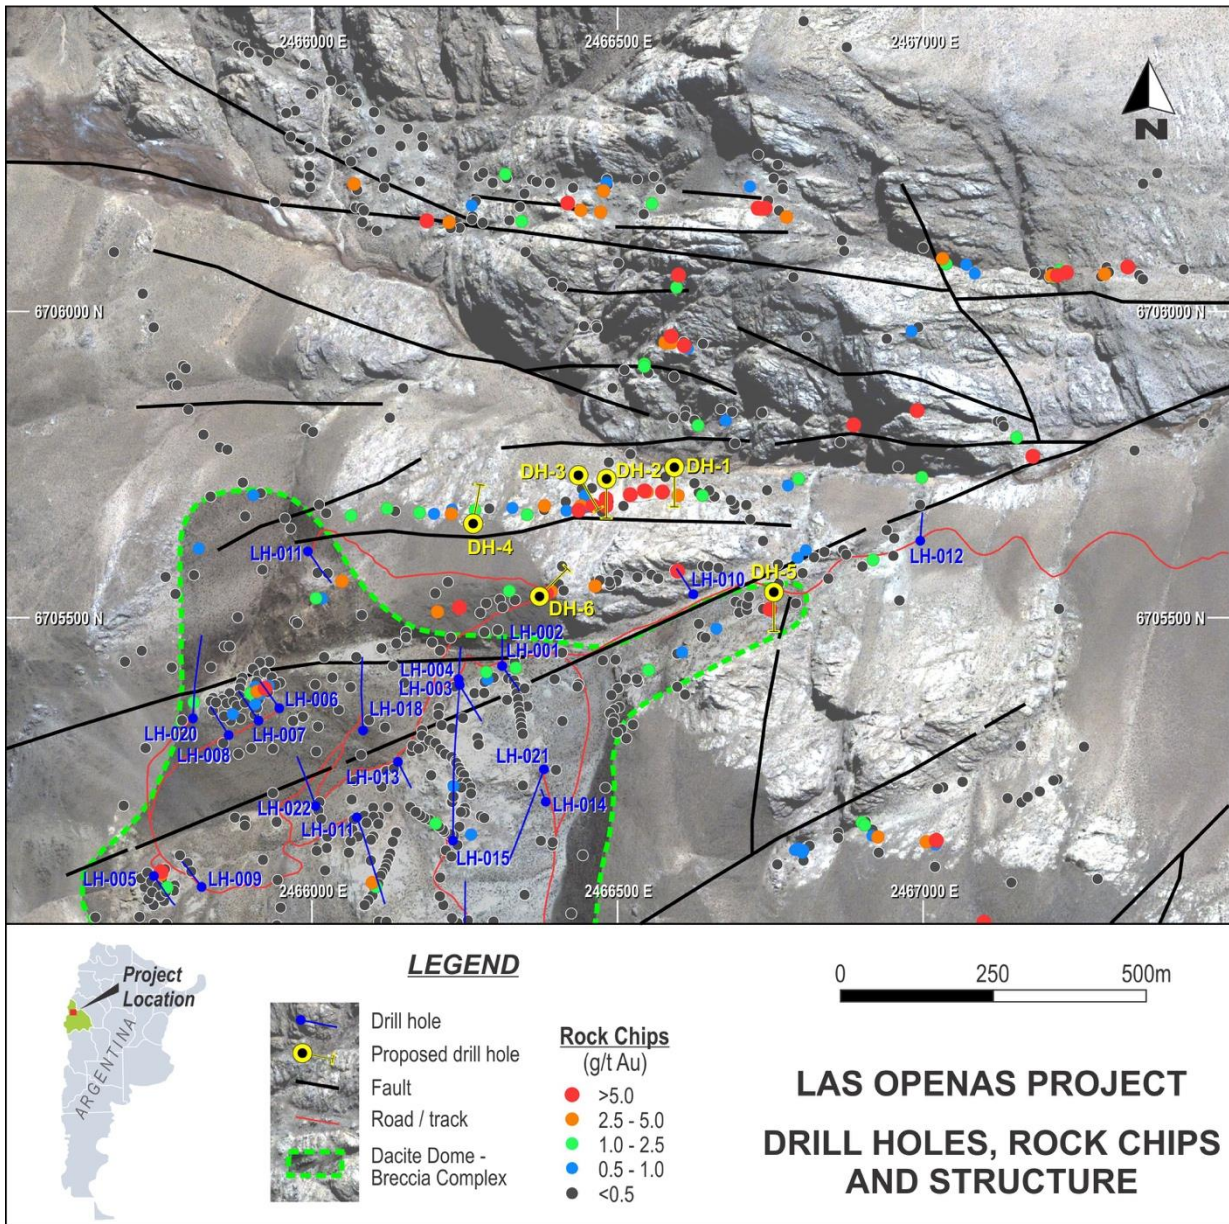 2466000 E
2466500 E
2467000 E
N
6706000 N
6706000 N
DH-3
DH-2
DH-1
DH-4
LH-011
LH-012
LH-010
DH-5
DH-6
6705500 N
6705500 N
LH-002
LH-001
LH-004
LH-003
LH-006
LH-018
LH-020
LH-007
LH-008
LH-021
LH-013
LH-014
LH-022
LH-011
LH-015
LH-005
LH-009
2466000 E
2466500 E
2467000 E
Project
Location
ARGENTINA
LEGEND
Drill hole
Proposed drill hole
Fault
Road / track
Dacite Dome -
Breccia Complex
Rock Chips
(g/t Au)
>5.0
2.5 - 5.0
1.0 - 2.5
0.5 - 1.0
<0.5
0 250 500m
LAS OPENAS PROJECT
DRILL HOLES, ROCK CHIPS
AND STRUCTURE